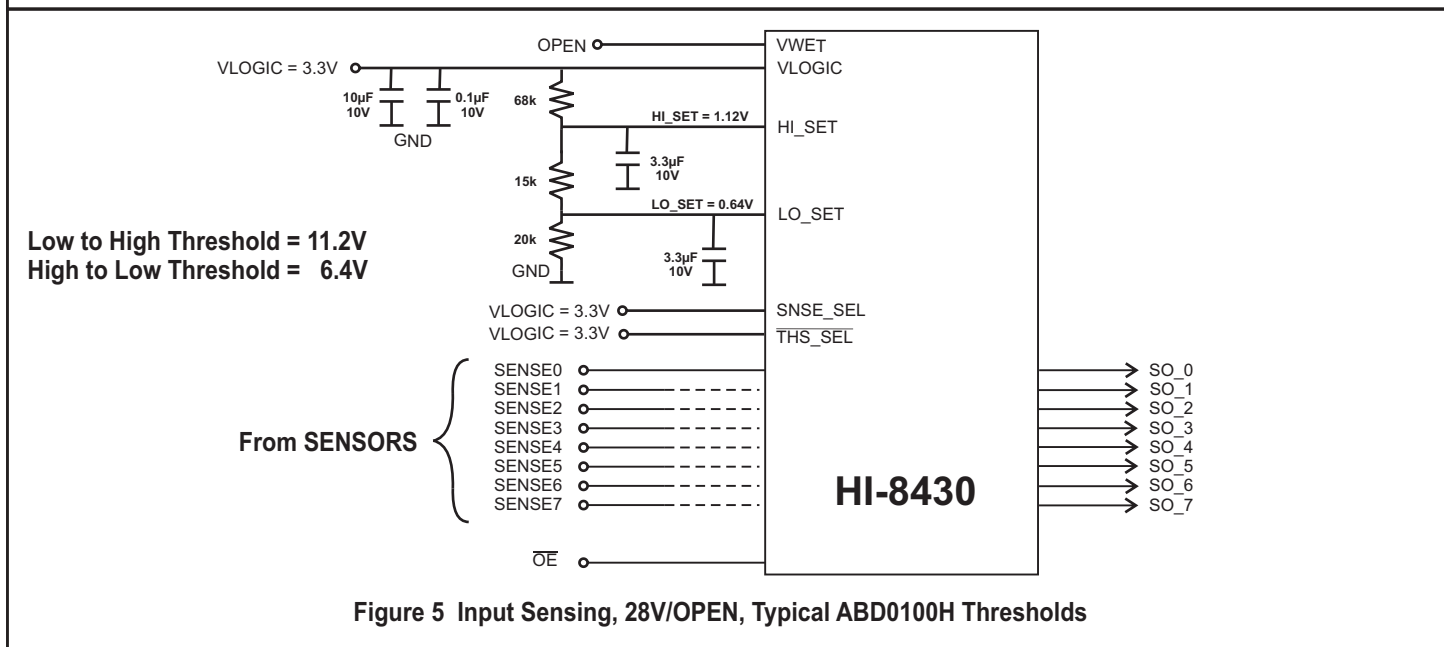 OPEN
VWET
VLOGIC = 3.3V
VLOGIC
10µF
10V
0.1µF
10V
GND
68k
HI_SET = 1.12V
HI_SET
3.3µF
10V
15k
LO_SET = 0.64V
LO_SET
20k
GND
3.3µF
10V
Low to High Threshold = 11.2V
High to Low Threshold = 6.4V
VLOGIC = 3.3V
SNSE_SEL
VLOGIC = 3.3V
THS_SEL
From SENSORS
SENSE0
SENSE1
SENSE2
SENSE3
SENSE4
SENSE5
SENSE6
SENSE7
HI-8430
SO_0
SO_1
SO_2
SO_3
SO_4
SO_5
SO_6
SO_7
OE
Figure 5 Input Sensing, 28V/OPEN, Typical ABD0100H Thresholds